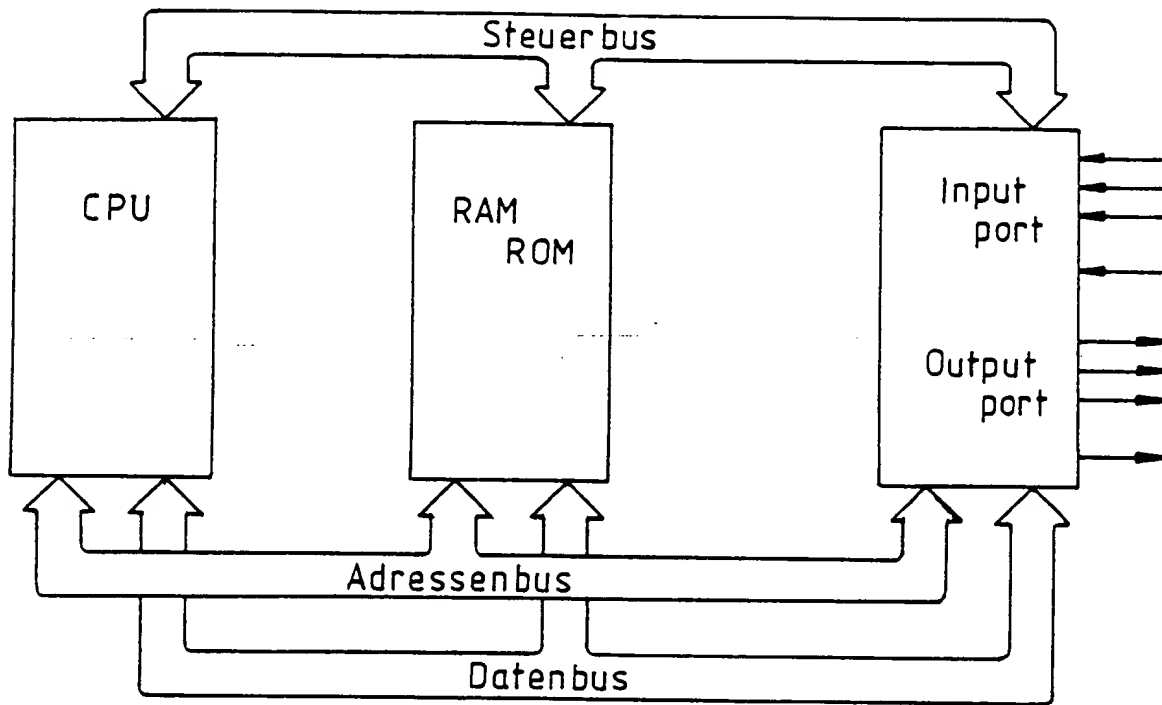 Steuerbus
CPU
RAM
ROM
Input
port
Output
port
Adressenbus
Datenbus